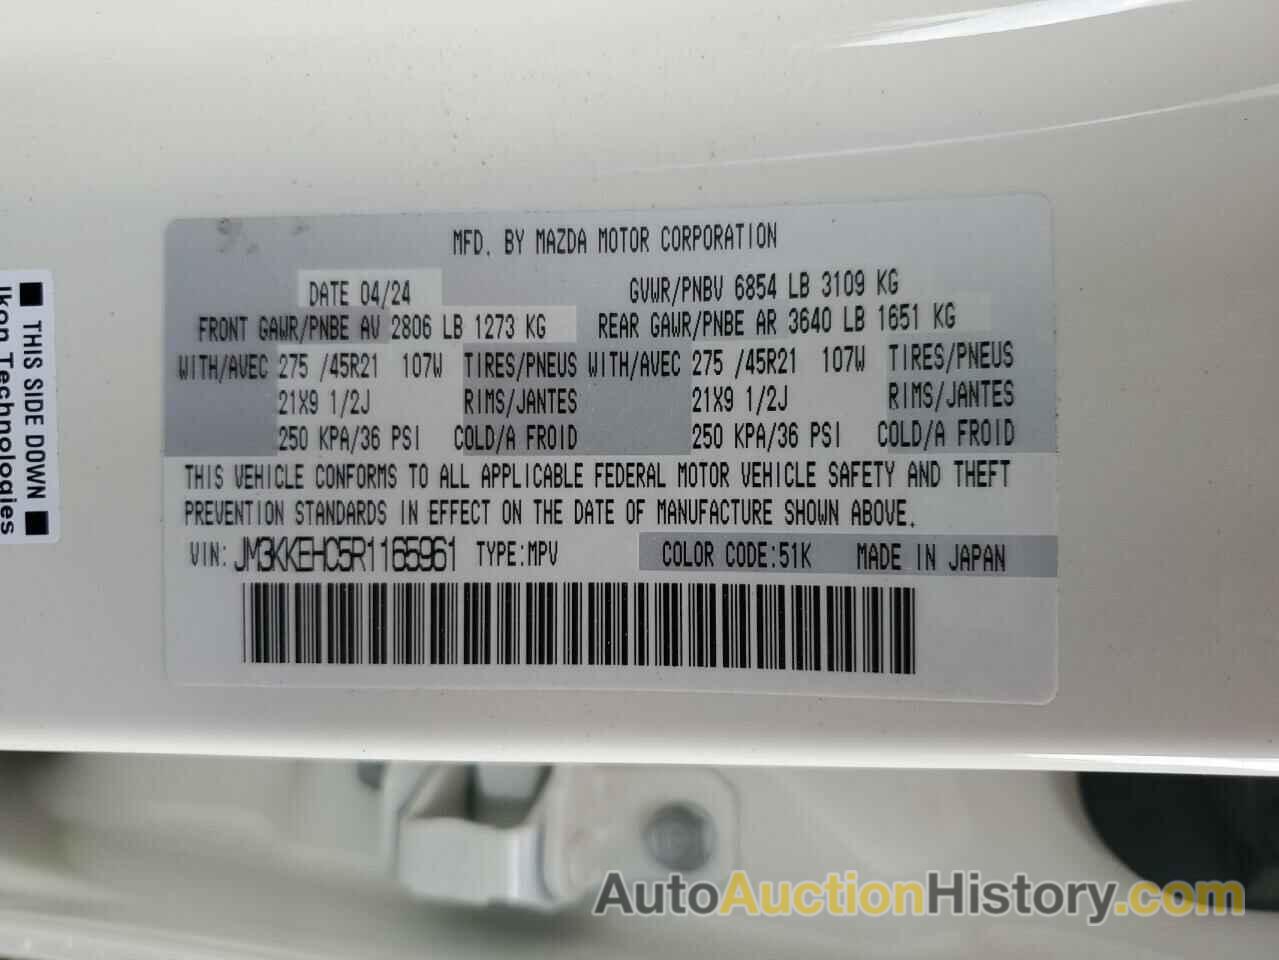 MFD. BY MAZDA MOTOR CORPORATION
DATE 04/24 GVWR/PNBV 6854 LB 3109 KG
FRONT GAWR/PNBE AV 2806 LB 1273 KG REAR GAWR/PNBE AR 3640 LB 1651 KG
WITH/AVEC 275 /45R21 107W TIRES/PNEUS WITH/AVEC 275 /45R21 107W TIRES/PNEUS
21X9 1/2J RIMS/JANTES 21X9 1/2J RIMS/JANTES
250 KPA/36 PSI COLD/A FROID 250 KPA/36 PSI COLD/A FROID
THIS VEHICLE CONFORMS TO ALL APPLICABLE FEDERAL MOTOR VEHICLE SAFETY AND THEFT
PREVENTION STANDARDS IN EFFECT ON THE DATE OF MANUFACTURE SHOWN ABOVE.
VIN: JM3KKEHC5R1165961 TYPE:MPV COLOR CODE:51K MADE IN JAPAN
THIS SIDE DOWN
Ikon Technologies
AutoAuctionHistory.com